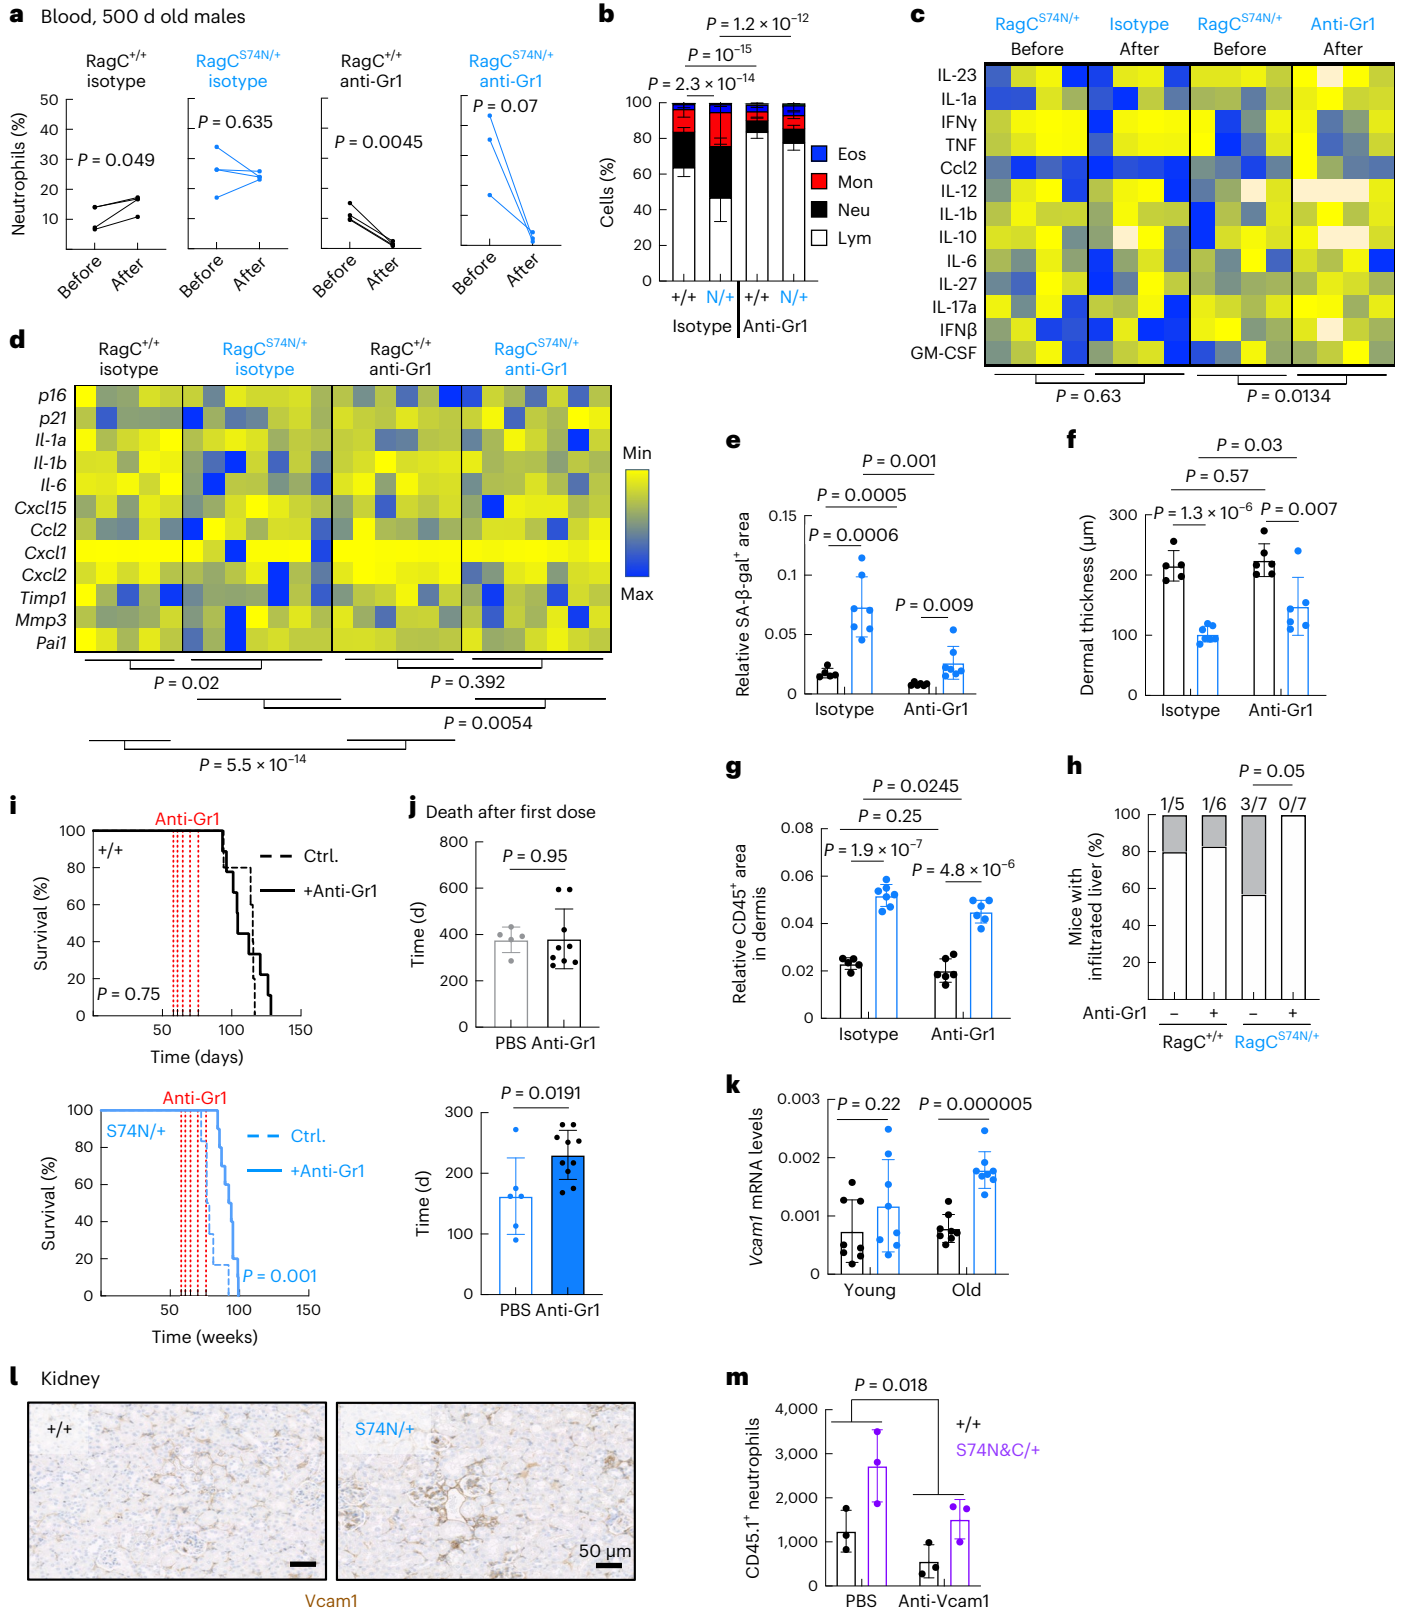 a Blood, 500 d old males
RagC+/+ isotype
RagCS74N/+ isotype
RagC+/+ anti-Gr1
RagCS74N/+ anti-Gr1
Neutrophils (%)
50
40
30
20
10
P = 0.049
P = 0.635
P = 0.0045
P = 0.07
Before After Before After Before After Before After
b
P = 1.2 × 10−12
P = 10−15
P = 2.3 × 10−14
Cells (%)
100
80
60
40
20
0
Eos
Mon
Neu
Lym
+/+ N/+ +/+ N/+
Isotype Anti-Gr1
c
RagCS74N/+ Isotype RagCS74N/+ Anti-Gr1
Before After Before After
IL-23
IL-1a
IFNγ
TNF
Ccl2
IL-12
IL-1b
IL-10
IL-6
IL-27
IL-17a
IFNβ
GM-CSF
P = 0.63 P = 0.0134
d
RagC+/+ isotype
RagCS74N/+ isotype
RagC+/+ anti-Gr1
RagCS74N/+ anti-Gr1
p16
p21
Il-1a
Il-1b
Il-6
Cxcl15
Ccl2
Cxcl1
Cxcl2
Timp1
Mmp3
Pai1
Min
Max
P = 0.02 P = 0.392
P = 0.0054
P = 5.5 × 10−14
e
P = 0.001
P = 0.0005
P = 0.0006
P = 0.009
Relative SA-β-gal+ area
0.15
0.1
0.05
0
Isotype Anti-Gr1
f
P = 0.03
P = 0.57
P = 1.3 × 10−6 P = 0.007
Dermal thickness (µm)
300
200
100
0
Isotype Anti-Gr1
g
P = 0.0245
P = 0.25
P = 1.9 × 10−7
P = 4.8 × 10−6
Relative CD45+ area in dermis
0.08
0.06
0.04
0.02
0
Isotype Anti-Gr1
h
P = 0.05
1/5 1/6 3/7 0/7
Mice with infiltrated liver (%)
100
80
60
40
20
Anti-Gr1 − + − +
RagC+/+ RagCS74N/+
i
Anti-Gr1
+/+
Ctrl.
+Anti-Gr1
Survival (%)
100
80
60
40
20
0
P = 0.75
50 100 150
Time (days)
Anti-Gr1
S74N/+
Ctrl.
+Anti-Gr1
Survival (%)
100
80
60
40
20
0
P = 0.001
50 100 150
Time (weeks)
j Death after first dose
P = 0.95
Time (d)
800
600
400
200
0
PBS Anti-Gr1
P = 0.0191
Time (d)
300
200
100
0
PBS Anti-Gr1
k
P = 0.22 P = 0.000005
Vcam1 mRNA levels
0.003
0.002
0.001
0
Young Old
l Kidney
+/+
S74N/+
50 µm
Vcam1
m
P = 0.018
+/+
S74N&C/+
CD45.1+ neutrophils
4,000
3,000
2,000
1,000
0
PBS Anti-Vcam1